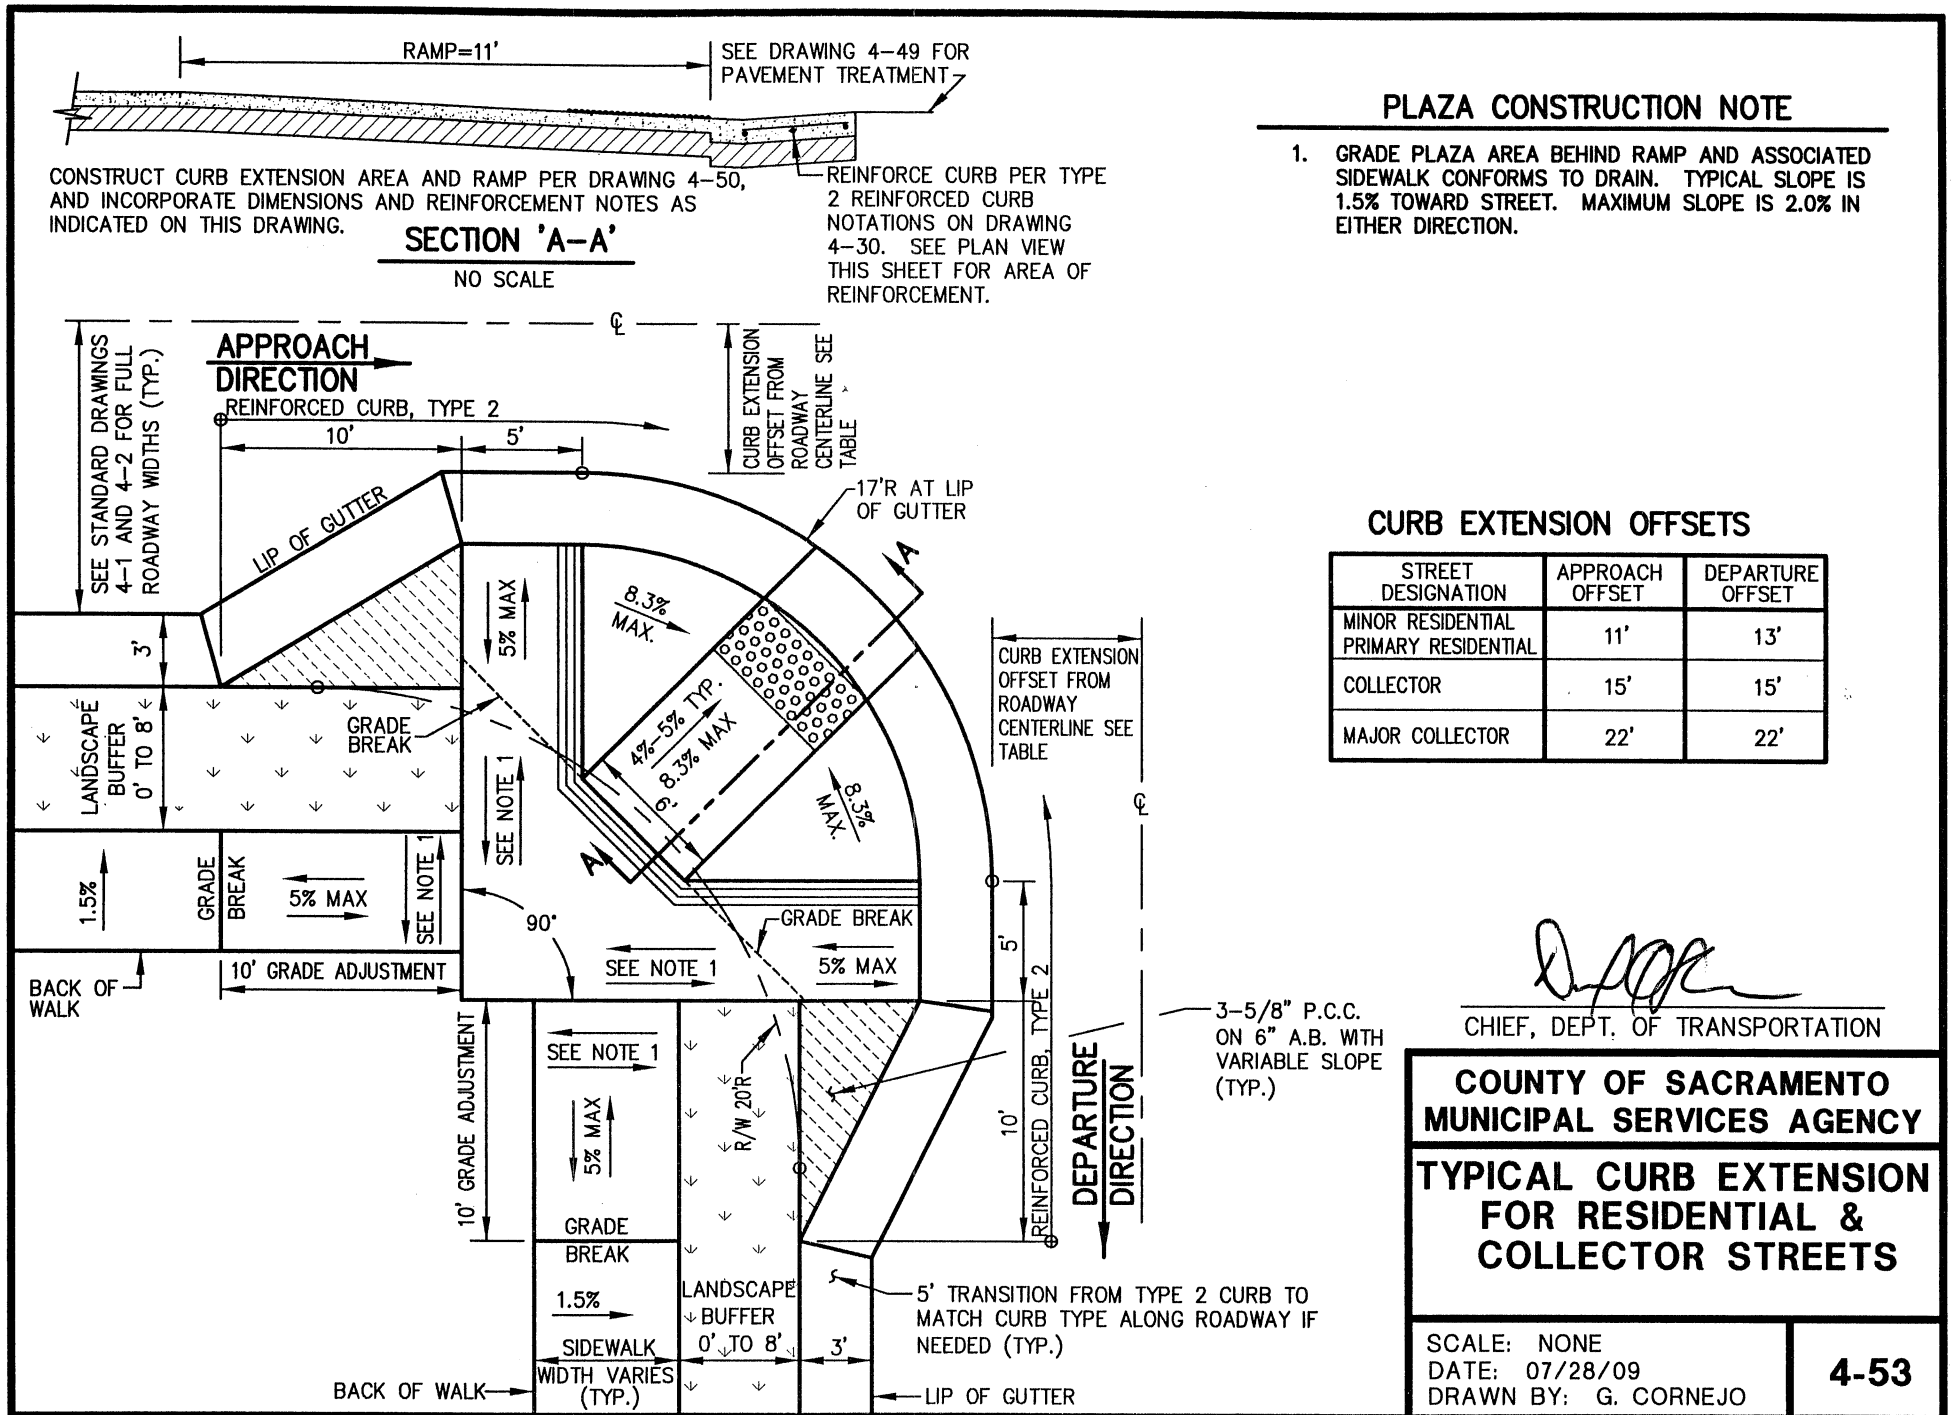 RAMP=11'
SEE DRAWING 4-49 FOR
PAVEMENT TREATMENT
CONSTRUCT CURB EXTENSION AREA AND RAMP PER DRAWING 4-50,
AND INCORPORATE DIMENSIONS AND REINFORCEMENT NOTES AS
INDICATED ON THIS DRAWING.
SECTION 'A-A'
NO SCALE
REINFORCE CURB PER TYPE
2 REINFORCED CURB
NOTATIONS ON DRAWING
4-30. SEE PLAN VIEW
THIS SHEET FOR AREA OF
REINFORCEMENT.
PLAZA CONSTRUCTION NOTE
1. GRADE PLAZA AREA BEHIND RAMP AND ASSOCIATED
SIDEWALK CONFORMS TO DRAIN. TYPICAL SLOPE IS
1.5% TOWARD STREET. MAXIMUM SLOPE IS 2.0% IN
EITHER DIRECTION.
℄
APPROACH
DIRECTION
REINFORCED CURB, TYPE 2
10'
5'
SEE STANDARD DRAWINGS
4-1 AND 4-2 FOR FULL
ROADWAY WIDTHS (TYP.)
CURB EXTENSION
OFFSET FROM
ROADWAY
CENTERLINE SEE
TABLE
LIP OF GUTTER
17'R AT LIP
OF GUTTER
A
3'
5% MAX
8.3%
MAX.
4%-5% TYP.
8.3% MAX
6'
8.3%
MAX.
A
GRADE
BREAK
LANDSCAPE
BUFFER
0' TO 8'
SEE NOTE 1
1.5%
GRADE
BREAK
5% MAX
SEE NOTE 1
90°
GRADE BREAK
SEE NOTE 1
5% MAX
BACK OF
WALK
10' GRADE ADJUSTMENT
CURB EXTENSION
OFFSET FROM
ROADWAY
CENTERLINE SEE
TABLE
℄
5'
10'
REINFORCED CURB, TYPE 2
DEPARTURE
DIRECTION
3-5/8" P.C.C.
ON 6" A.B. WITH
VARIABLE SLOPE
(TYP.)
10' GRADE ADJUSTMENT
SEE NOTE 1
5% MAX
R/W 20'R
GRADE
BREAK
1.5%
SIDEWALK
WIDTH VARIES
(TYP.)
LANDSCAPE
BUFFER
0' TO 8'
3'
5' TRANSITION FROM TYPE 2 CURB TO
MATCH CURB TYPE ALONG ROADWAY IF
NEEDED (TYP.)
BACK OF WALK
LIP OF GUTTER
CURB EXTENSION OFFSETS
STREET DESIGNATION APPROACH OFFSET DEPARTURE OFFSET
MINOR RESIDENTIAL
PRIMARY RESIDENTIAL 11' 13'
COLLECTOR 15' 15'
MAJOR COLLECTOR 22' 22'
CHIEF, DEPT. OF TRANSPORTATION
COUNTY OF SACRAMENTO
MUNICIPAL SERVICES AGENCY
TYPICAL CURB EXTENSION
FOR RESIDENTIAL &
COLLECTOR STREETS
SCALE: NONE
DATE: 07/28/09
DRAWN BY: G. CORNEJO
4-53